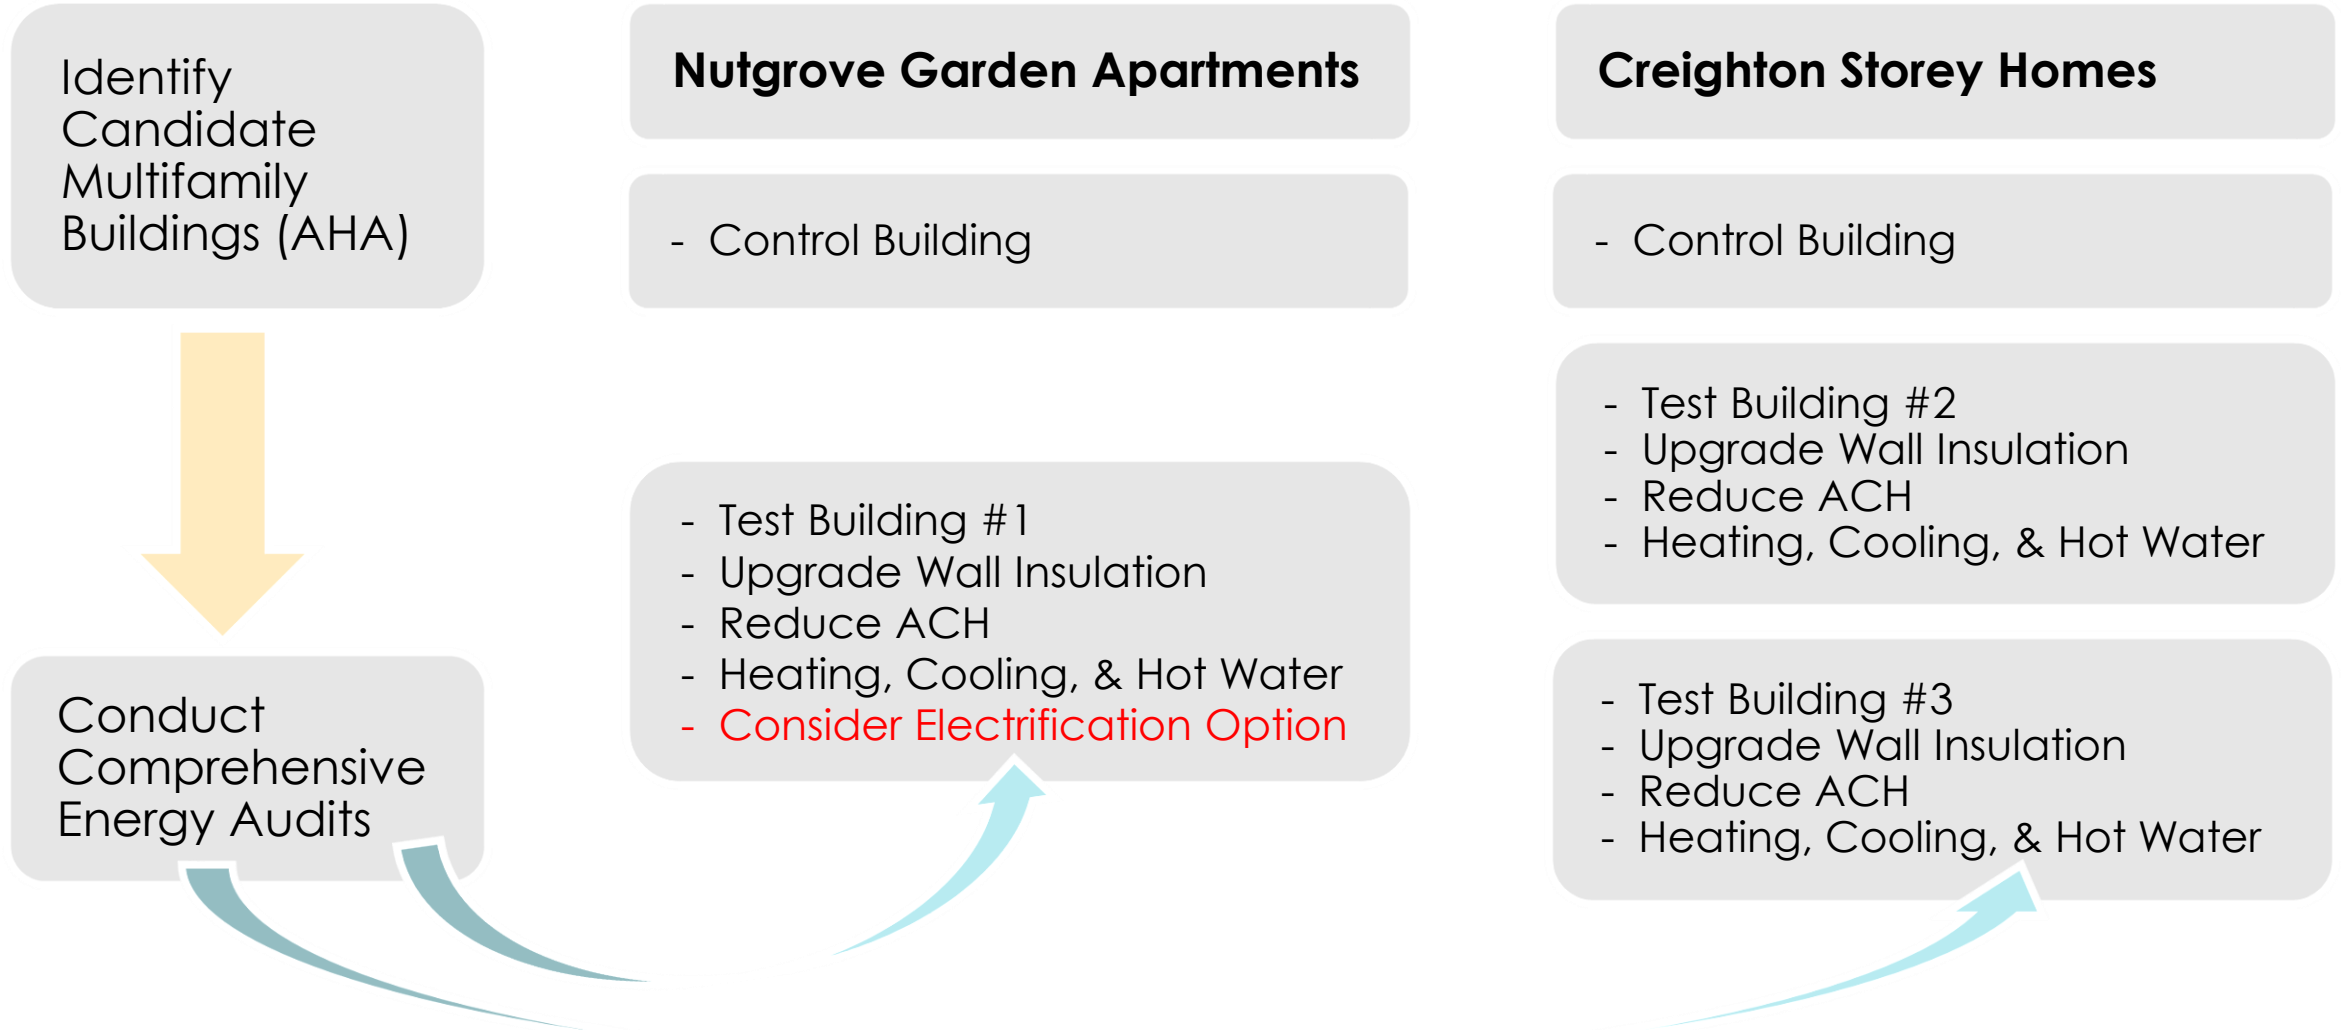 Identify
Candidate
Multifamily
Buildings (AHA)
Conduct
Comprehensive
Energy Audits
Nutgrove Garden Apartments
- Control Building
- Test Building #1
- Upgrade Wall Insulation
- Reduce ACH
- Heating, Cooling, & Hot Water
- Consider Electrification Option
Creighton Storey Homes
- Control Building
- Test Building #2
- Upgrade Wall Insulation
- Reduce ACH
- Heating, Cooling, & Hot Water
- Test Building #3
- Upgrade Wall Insulation
- Reduce ACH
- Heating, Cooling, & Hot Water